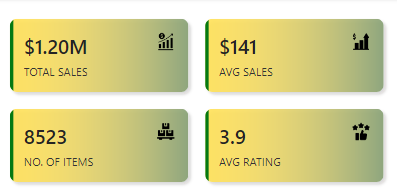 $1.20M
TOTAL SALES
$141
AVG SALES
8523
NO. OF ITEMS
3.9
AVG RATING